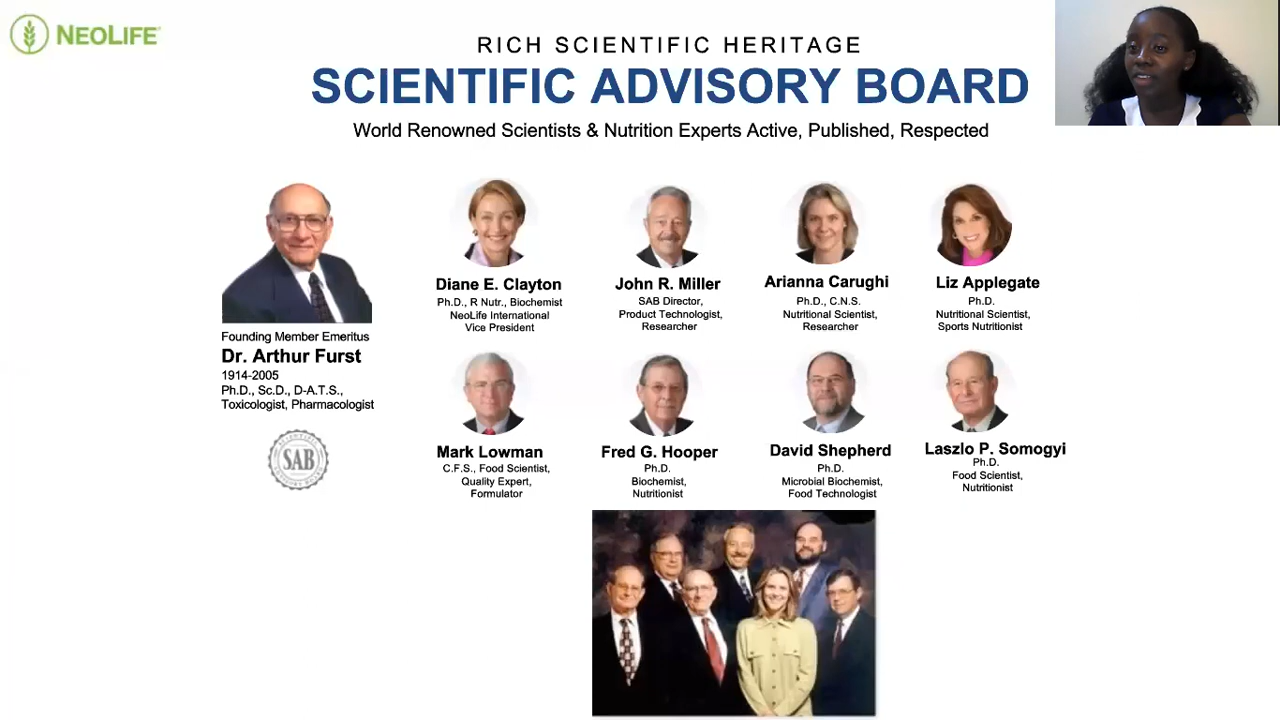 NEOLIFE
RICH SCIENTIFIC HERITAGE
SCIENTIFIC ADVISORY BOARD
World Renowned Scientists & Nutrition Experts Active, Published, Respected
Founding Member Emeritus
Dr. Arthur Furst
1914-2005
Ph.D., Sc.D., D-A.T.S.,
Toxicologist, Pharmacologist
SCIENTIFIC
SAB
ADVISORY BOARD
Diane E. Clayton
Ph.D., R Nutr., Biochemist
NeoLife International
Vice President
John R. Miller
SAB Director,
Product Technologist,
Researcher
Arianna Carughi
Ph.D., C.N.S.
Nutritional Scientist,
Researcher
Liz Applegate
Ph.D.
Nutritional Scientist,
Sports Nutritionist
Mark Lowman
C.F.S., Food Scientist,
Quality Expert,
Formulator
Fred G. Hooper
Ph.D.
Biochemist,
Nutritionist
David Shepherd
Ph.D.
Microbial Biochemist,
Food Technologist
Laszlo P. Somogyi
Ph.D.
Food Scientist,
Nutritionist